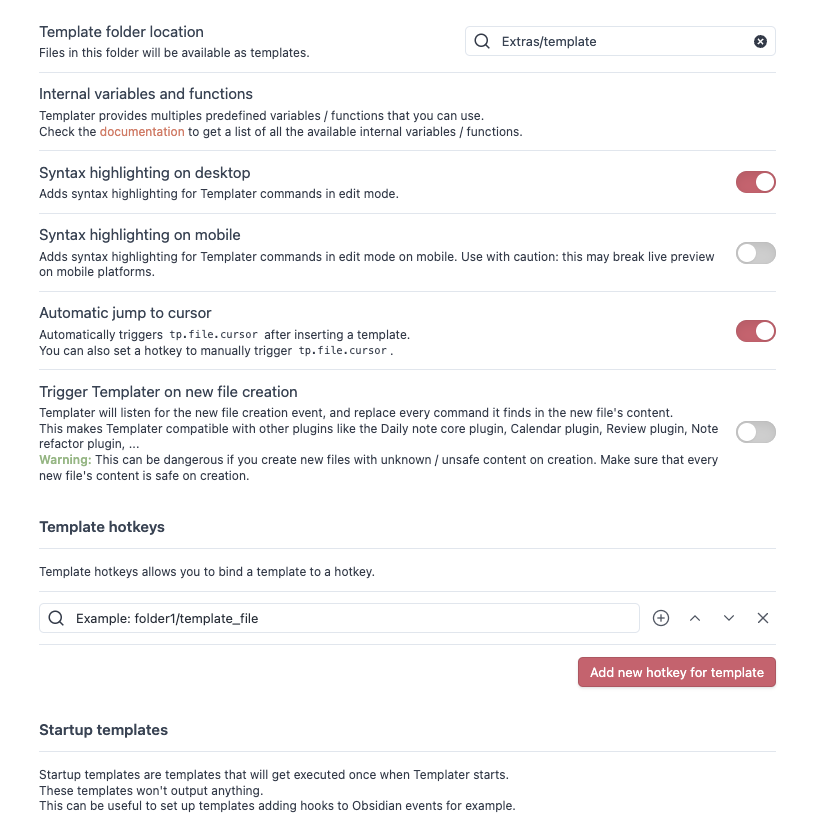 Template folder location
Files in this folder will be available as templates.
Extras/template
Internal variables and functions
Templater provides multiples predefined variables / functions that you can use.
Check the documentation to get a list of all the available internal variables / functions.
Syntax highlighting on desktop
Adds syntax highlighting for Templater commands in edit mode.
Syntax highlighting on mobile
Adds syntax highlighting for Templater commands in edit mode on mobile. Use with caution: this may break live preview
on mobile platforms.
Automatic jump to cursor
Automatically triggers tp.file.cursor after inserting a template.
You can also set a hotkey to manually trigger tp.file.cursor.
Trigger Templater on new file creation
Templater will listen for the new file creation event, and replace every command it finds in the new file's content.
This makes Templater compatible with other plugins like the Daily note core plugin, Calendar plugin, Review plugin, Note
refactor plugin, ...
Warning: This can be dangerous if you create new files with unknown / unsafe content on creation. Make sure that every
new file's content is safe on creation.
Template hotkeys
Template hotkeys allows you to bind a template to a hotkey.
Example: folder1/template_file
Add new hotkey for template
Startup templates
Startup templates are templates that will get executed once when Templater starts.
These templates won't output anything.
This can be useful to set up templates adding hooks to Obsidian events for example.